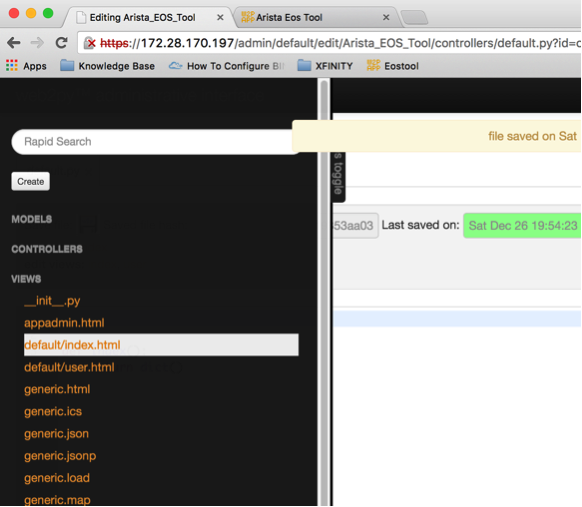 Editing Arista_EOS_Tool
Arista Eos Tool
https://172.28.170.197/admin/default/edit/Arista_EOS_Tool/controllers/default.py?id=
Apps Knowledge Base How To Configure XFINITY Eostool
Rapid Search
file saved on Sat
Create
toggle
53aa03 Last saved on: Sat Dec 26 19:54:23
MODELS
CONTROLLERS
VIEWS
__init__.py
appadmin.html
default/index.html
default/user.html
generic.html
generic.ics
generic.json
generic.jsonp
generic.load
generic.map